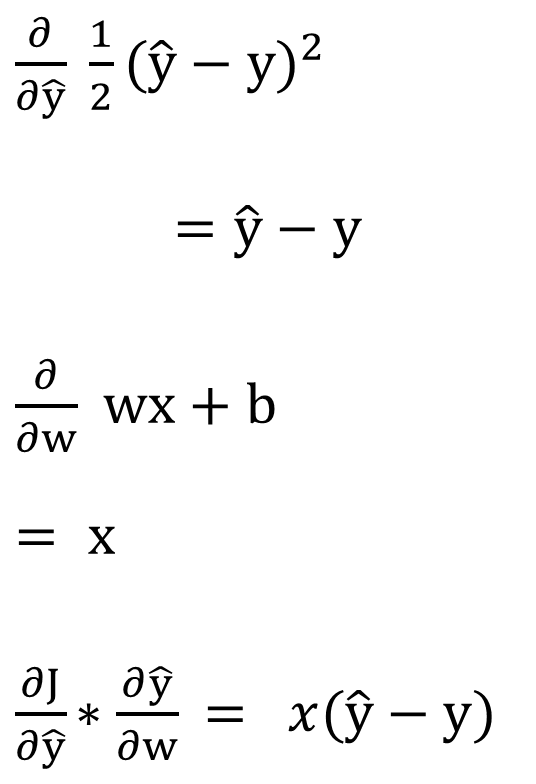 ∂/∂ŷ 1/2 (ŷ − y)²
= ŷ − y
∂/∂w wx + b
= x
∂J/∂ŷ * ∂ŷ/∂w = x(ŷ − y)